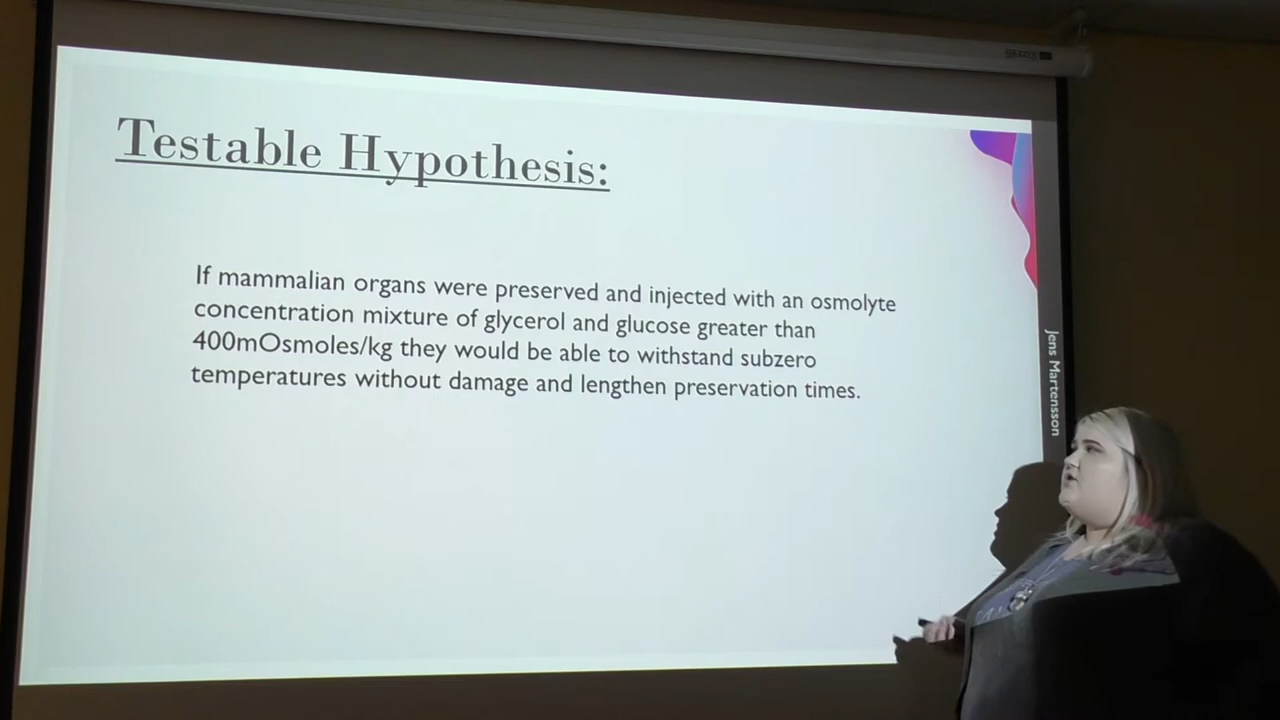 Testable Hypothesis:
If mammalian organs were preserved and injected with an osmolyte
concentration mixture of glycerol and glucose greater than
400mOsmoles/kg they would be able to withstand subzero
temperatures without damage and lengthen preservation times.
Jens Martensson